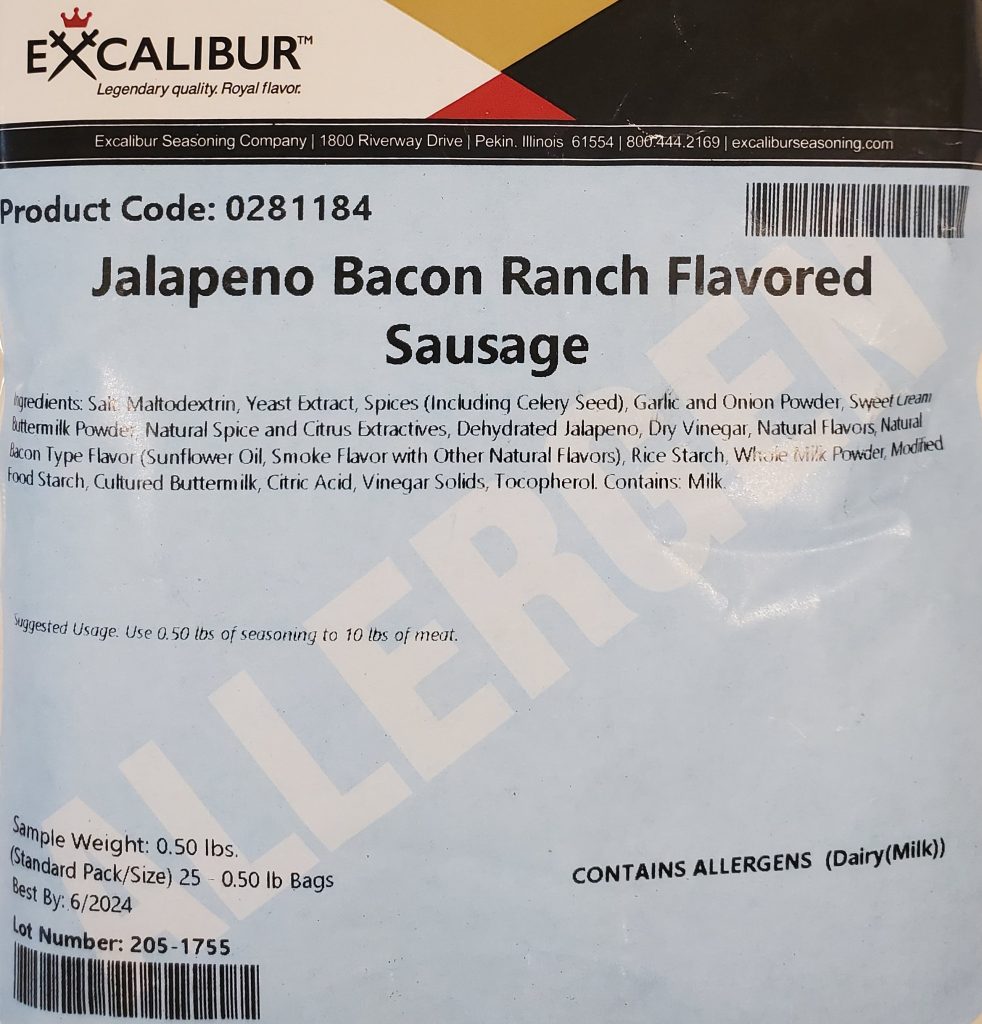 EXCALIBUR™
Legendary quality. Royal flavor.
Excalibur Seasoning Company | 1800 Riverway Drive | Pekin, Illinois 61554 | 800.444.2169 | excaliburseasoning.com
Product Code: 0281184
Jalapeno Bacon Ranch Flavored
Sausage
Ingredients: Salt, Maltodextrin, Yeast Extract, Spices (Including Celery Seed), Garlic and Onion Powder, Sweet Cream
Buttermilk Powder, Natural Spice and Citrus Extractives, Dehydrated Jalapeno, Dry Vinegar, Natural Flavors, Natural
Bacon Type Flavor (Sunflower Oil, Smoke Flavor with Other Natural Flavors), Rice Starch, Whole Milk Powder, Modified
Food Starch, Cultured Buttermilk, Citric Acid, Vinegar Solids, Tocopherol. Contains: Milk.
Suggested Usage. Use 0.50 lbs of seasoning to 10 lbs of meat.
ALLERGEN
Sample Weight: 0.50 lbs.
(Standard Pack/Size) 25 - 0.50 lb Bags
Best By: 6/2024
CONTAINS ALLERGENS (Dairy(Milk))
Lot Number: 205-1755